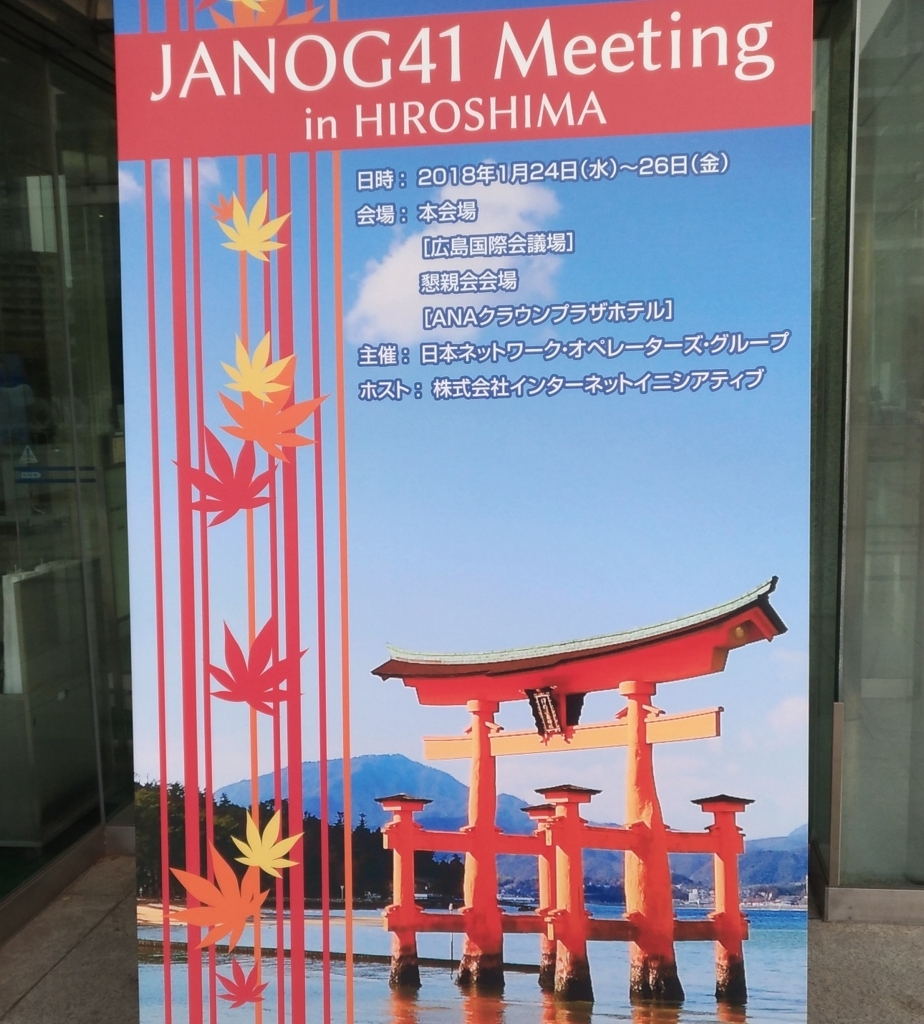 JANOG41 Meeting
in HIROSHIMA
日時： 2018年1月24日（水）～26日（金）
会場： 本会場
［広島国際会議場］
懇親会会場
［ANAクラウンプラザホテル］
主催： 日本ネットワーク・オペレーターズ・グループ
ホスト： 株式会社インターネットイニシアティブ